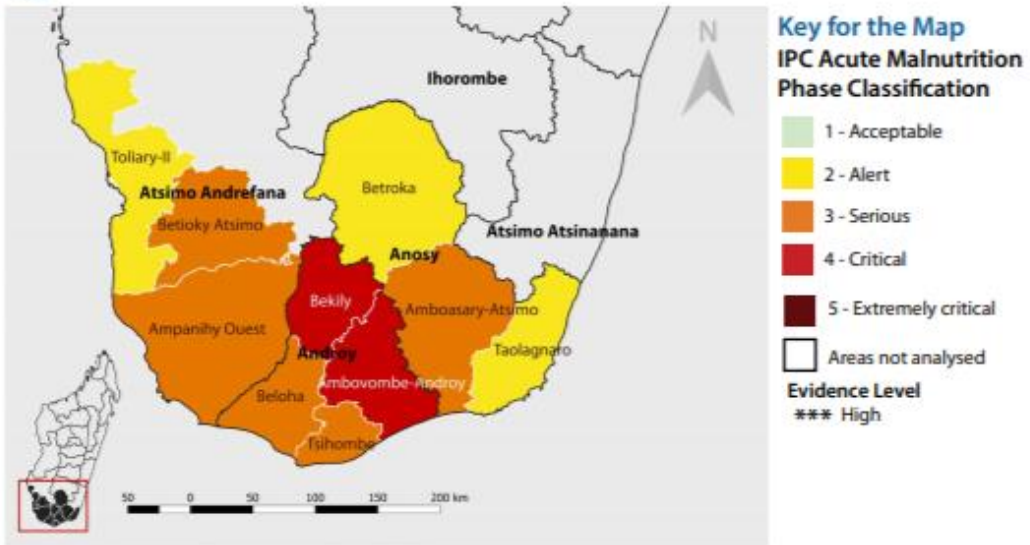 N
Ihorombe
Toliary-II
Atsimo Andrefana
Betroka
Betioky Atsimo
Atsimo Atsinanana
Anosy
Bekily
Amboasary-Atsimo
Ampanihy Ouest
Androy
Taolagnaro
Ambovombe-Androy
Beloha
Tsihombe
50 0 50 100 150 200 km
Key for the Map
IPC Acute Malnutrition
Phase Classification
1 - Acceptable
2 - Alert
3 - Serious
4 - Critical
5 - Extremely critical
Areas not analysed
Evidence Level
*** High